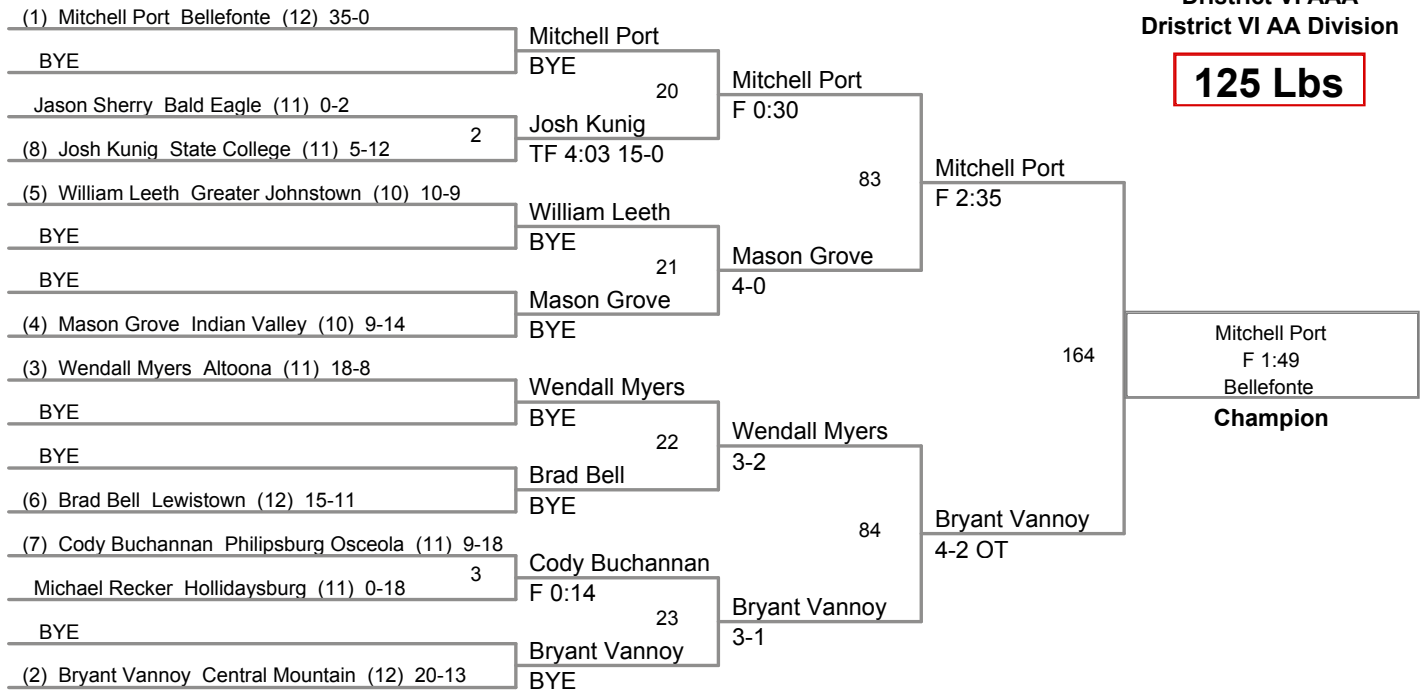 District VI AAA
Dristrict VI AA Division
125 Lbs
(1) Mitchell Port Bellefonte (12) 35-0
BYE
Jason Sherry Bald Eagle (11) 0-2
2
(8) Josh Kunig State College (11) 5-12
(5) William Leeth Greater Johnstown (10) 10-9
BYE
BYE
(4) Mason Grove Indian Valley (10) 9-14
(3) Wendall Myers Altoona (11) 18-8
BYE
BYE
(6) Brad Bell Lewistown (12) 15-11
(7) Cody Buchannan Philipsburg Osceola (11) 9-18
3
Michael Recker Hollidaysburg (11) 0-18
BYE
(2) Bryant Vannoy Central Mountain (12) 20-13
Mitchell Port
BYE
20
Josh Kunig
TF 4:03 15-0
William Leeth
BYE
21
Mason Grove
BYE
Wendall Myers
BYE
22
Brad Bell
BYE
Cody Buchannan
F 0:14
23
Bryant Vannoy
BYE
Mitchell Port
F 0:30
83
Mason Grove
4-0
Wendall Myers
3-2
84
Bryant Vannoy
3-1
Mitchell Port
F 2:35
164
Bryant Vannoy
4-2 OT
Mitchell Port
F 1:49
Bellefonte
Champion